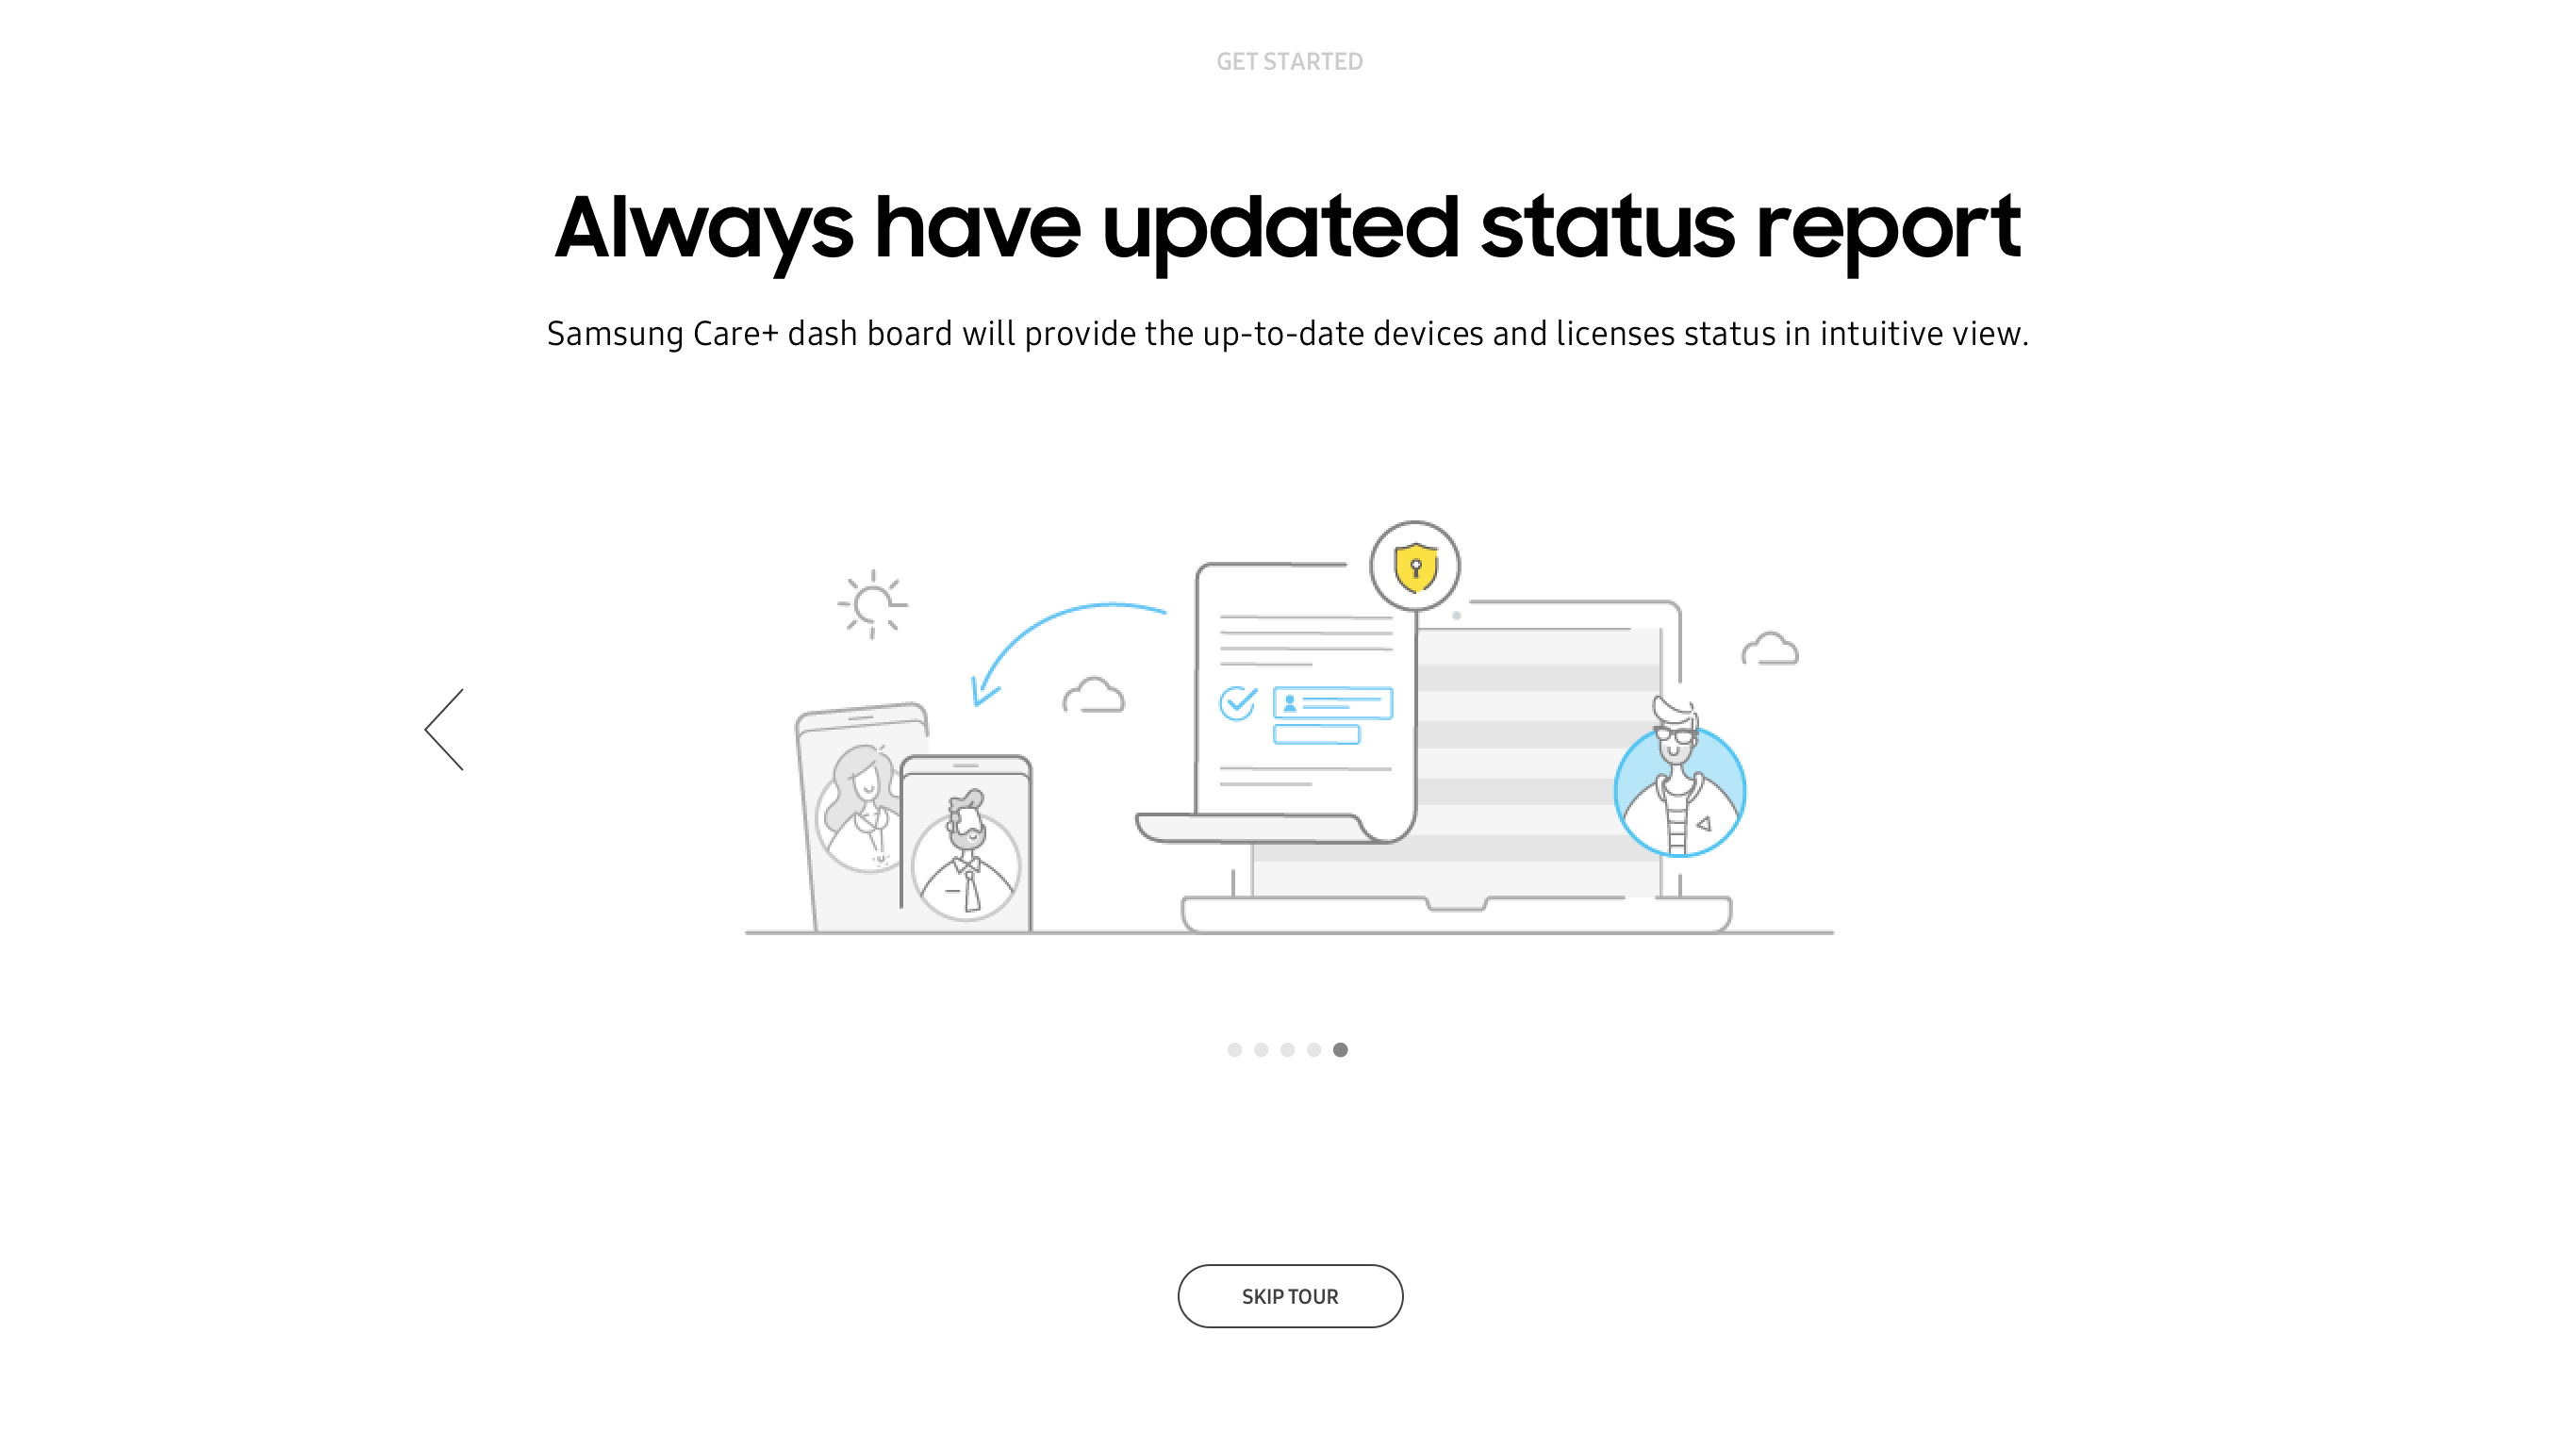 GET STARTED
Always have updated status report
Samsung Care+ dash board will provide the up-to-date devices and licenses status in intuitive view.
SKIP TOUR